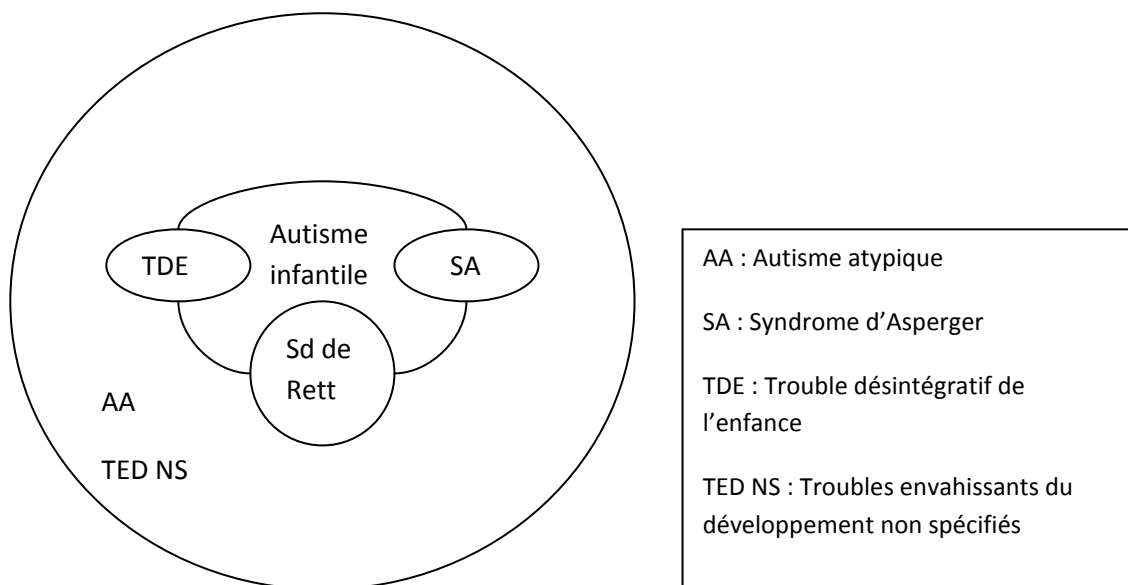 Autisme
infantile
TDE
SA
Sd de
Rett
AA
TED NS
AA : Autisme atypique
SA : Syndrome d’Asperger
TDE : Trouble désintégratif de
l’enfance
TED NS : Troubles envahissants du
développement non spécifiés